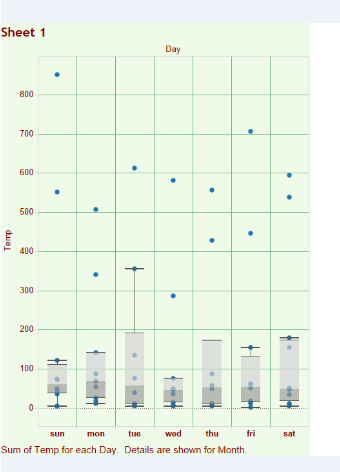 Sheet 1
Day
800
700
600
500
400
300
200
100
0
Temp
sun mon tue wed thu fri sat
Sum of Temp for each Day. Details are shown for Month.